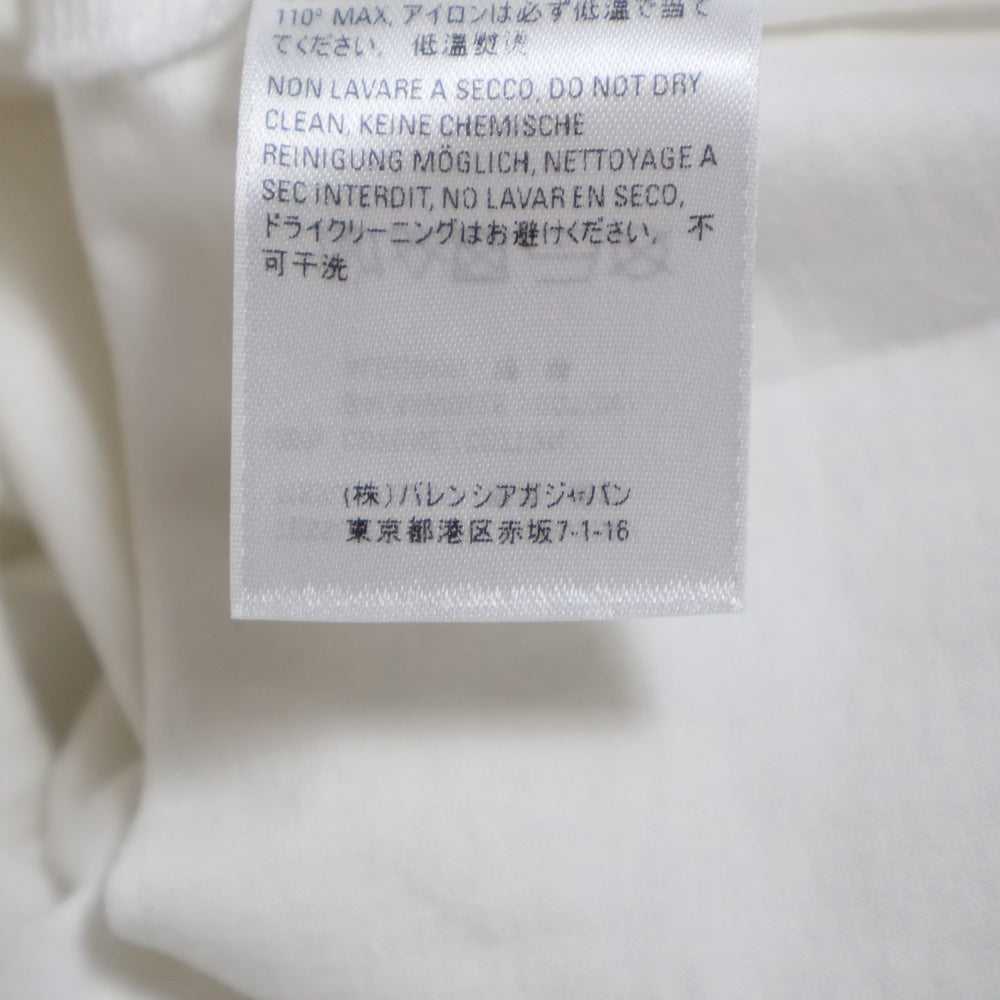 110° MAX, アイロンは必ず低温で当て
てください。 低温熨烫
NON LAVARE A SECCO, DO NOT DRY
CLEAN, KEINE CHEMISCHE
REINIGUNG MÖGLICH, NETTOYAGE A
SEC INTERDIT, NO LAVAR EN SECO,
ドライクリーニングはお避けください。 不
可干洗
(株)バレンシアガジャパン
東京都港区赤坂7-1-16